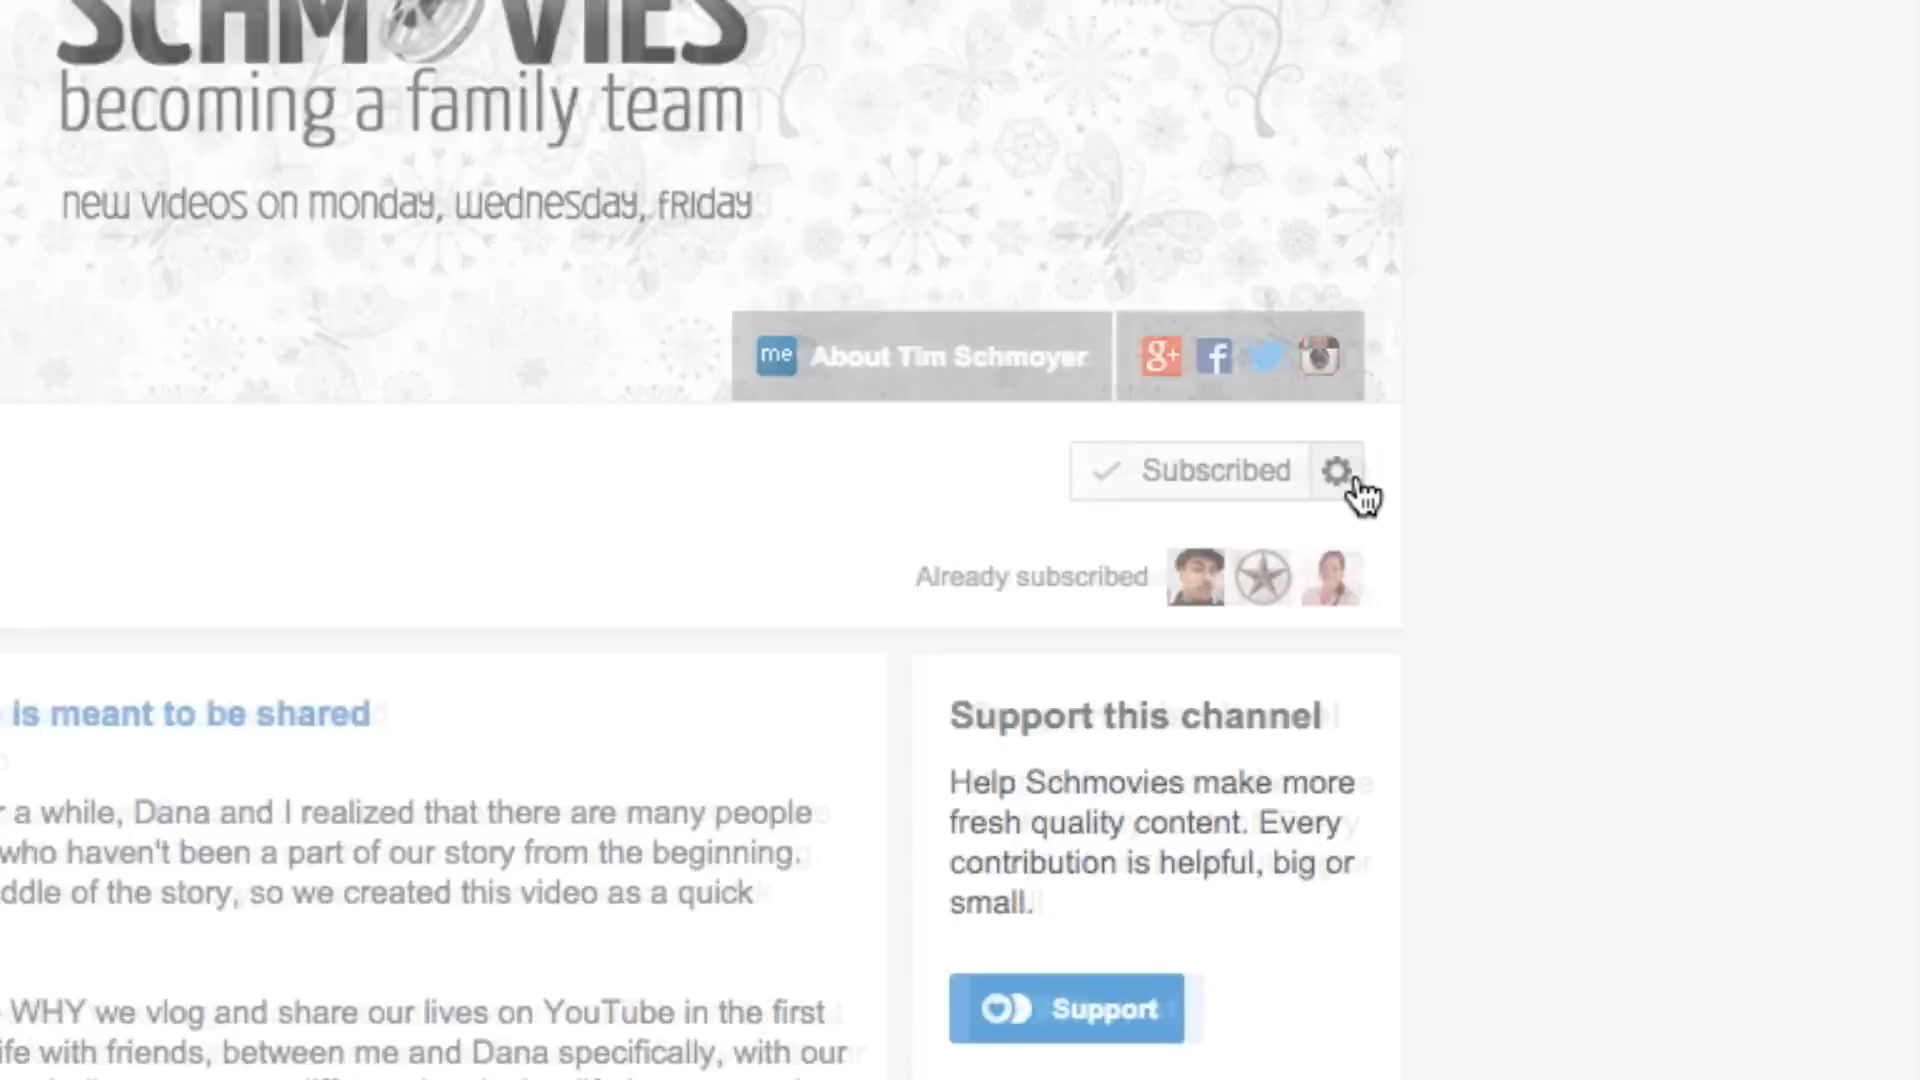 SCHMOVIES
becoming a family team
new videos on monday, wednesday, friday
me About Tim Schmoyer g+ f
Subscribed
Already subscribed
is meant to be shared
a while, Dana and I realized that there are many people
who haven't been a part of our story from the beginning.
ddle of the story, so we created this video as a quick
WHY we vlog and share our lives on YouTube in the first
ife with friends, between me and Dana specifically, with our
Support this channel
Help Schmovies make more
fresh quality content. Every
contribution is helpful, big or
small.
Support